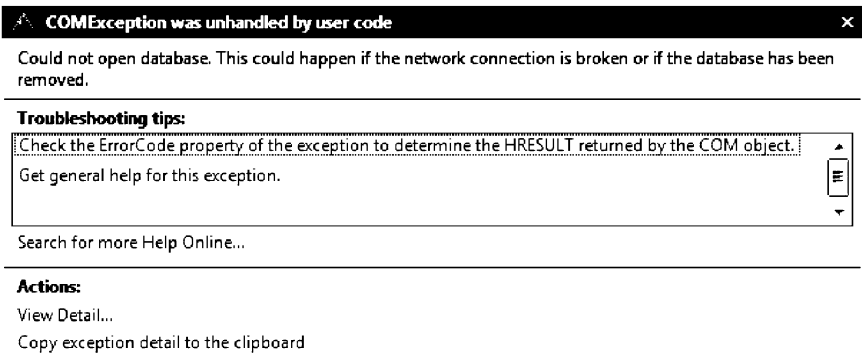 COMException was unhandled by user code
Could not open database. This could happen if the network connection is broken or if the database has been
removed.
Troubleshooting tips:
Check the ErrorCode property of the exception to determine the HRESULT returned by the COM object.
Get general help for this exception.
Search for more Help Online...
Actions:
View Detail...
Copy exception detail to the clipboard